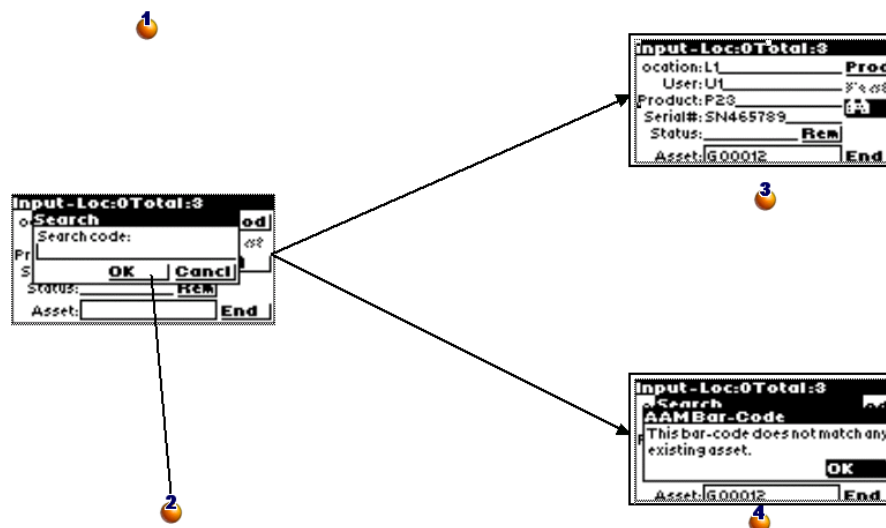 1
Input-Loc:0Total:3
Search
od
Search code:
Pr
S
OK Cancl
Status: Rem
Asset: End
2
Input-Loc:0Total:3
ocation:L1 Prod
User:U1
Product:P23
Serial#:SN465789
Status: Rem
Asset:G00012 End
3
Input-Loc:0Total:3
Search
AAMBar-Code
This bar-code does not match any
existing asset.
OK
Asset:G00012 End
4